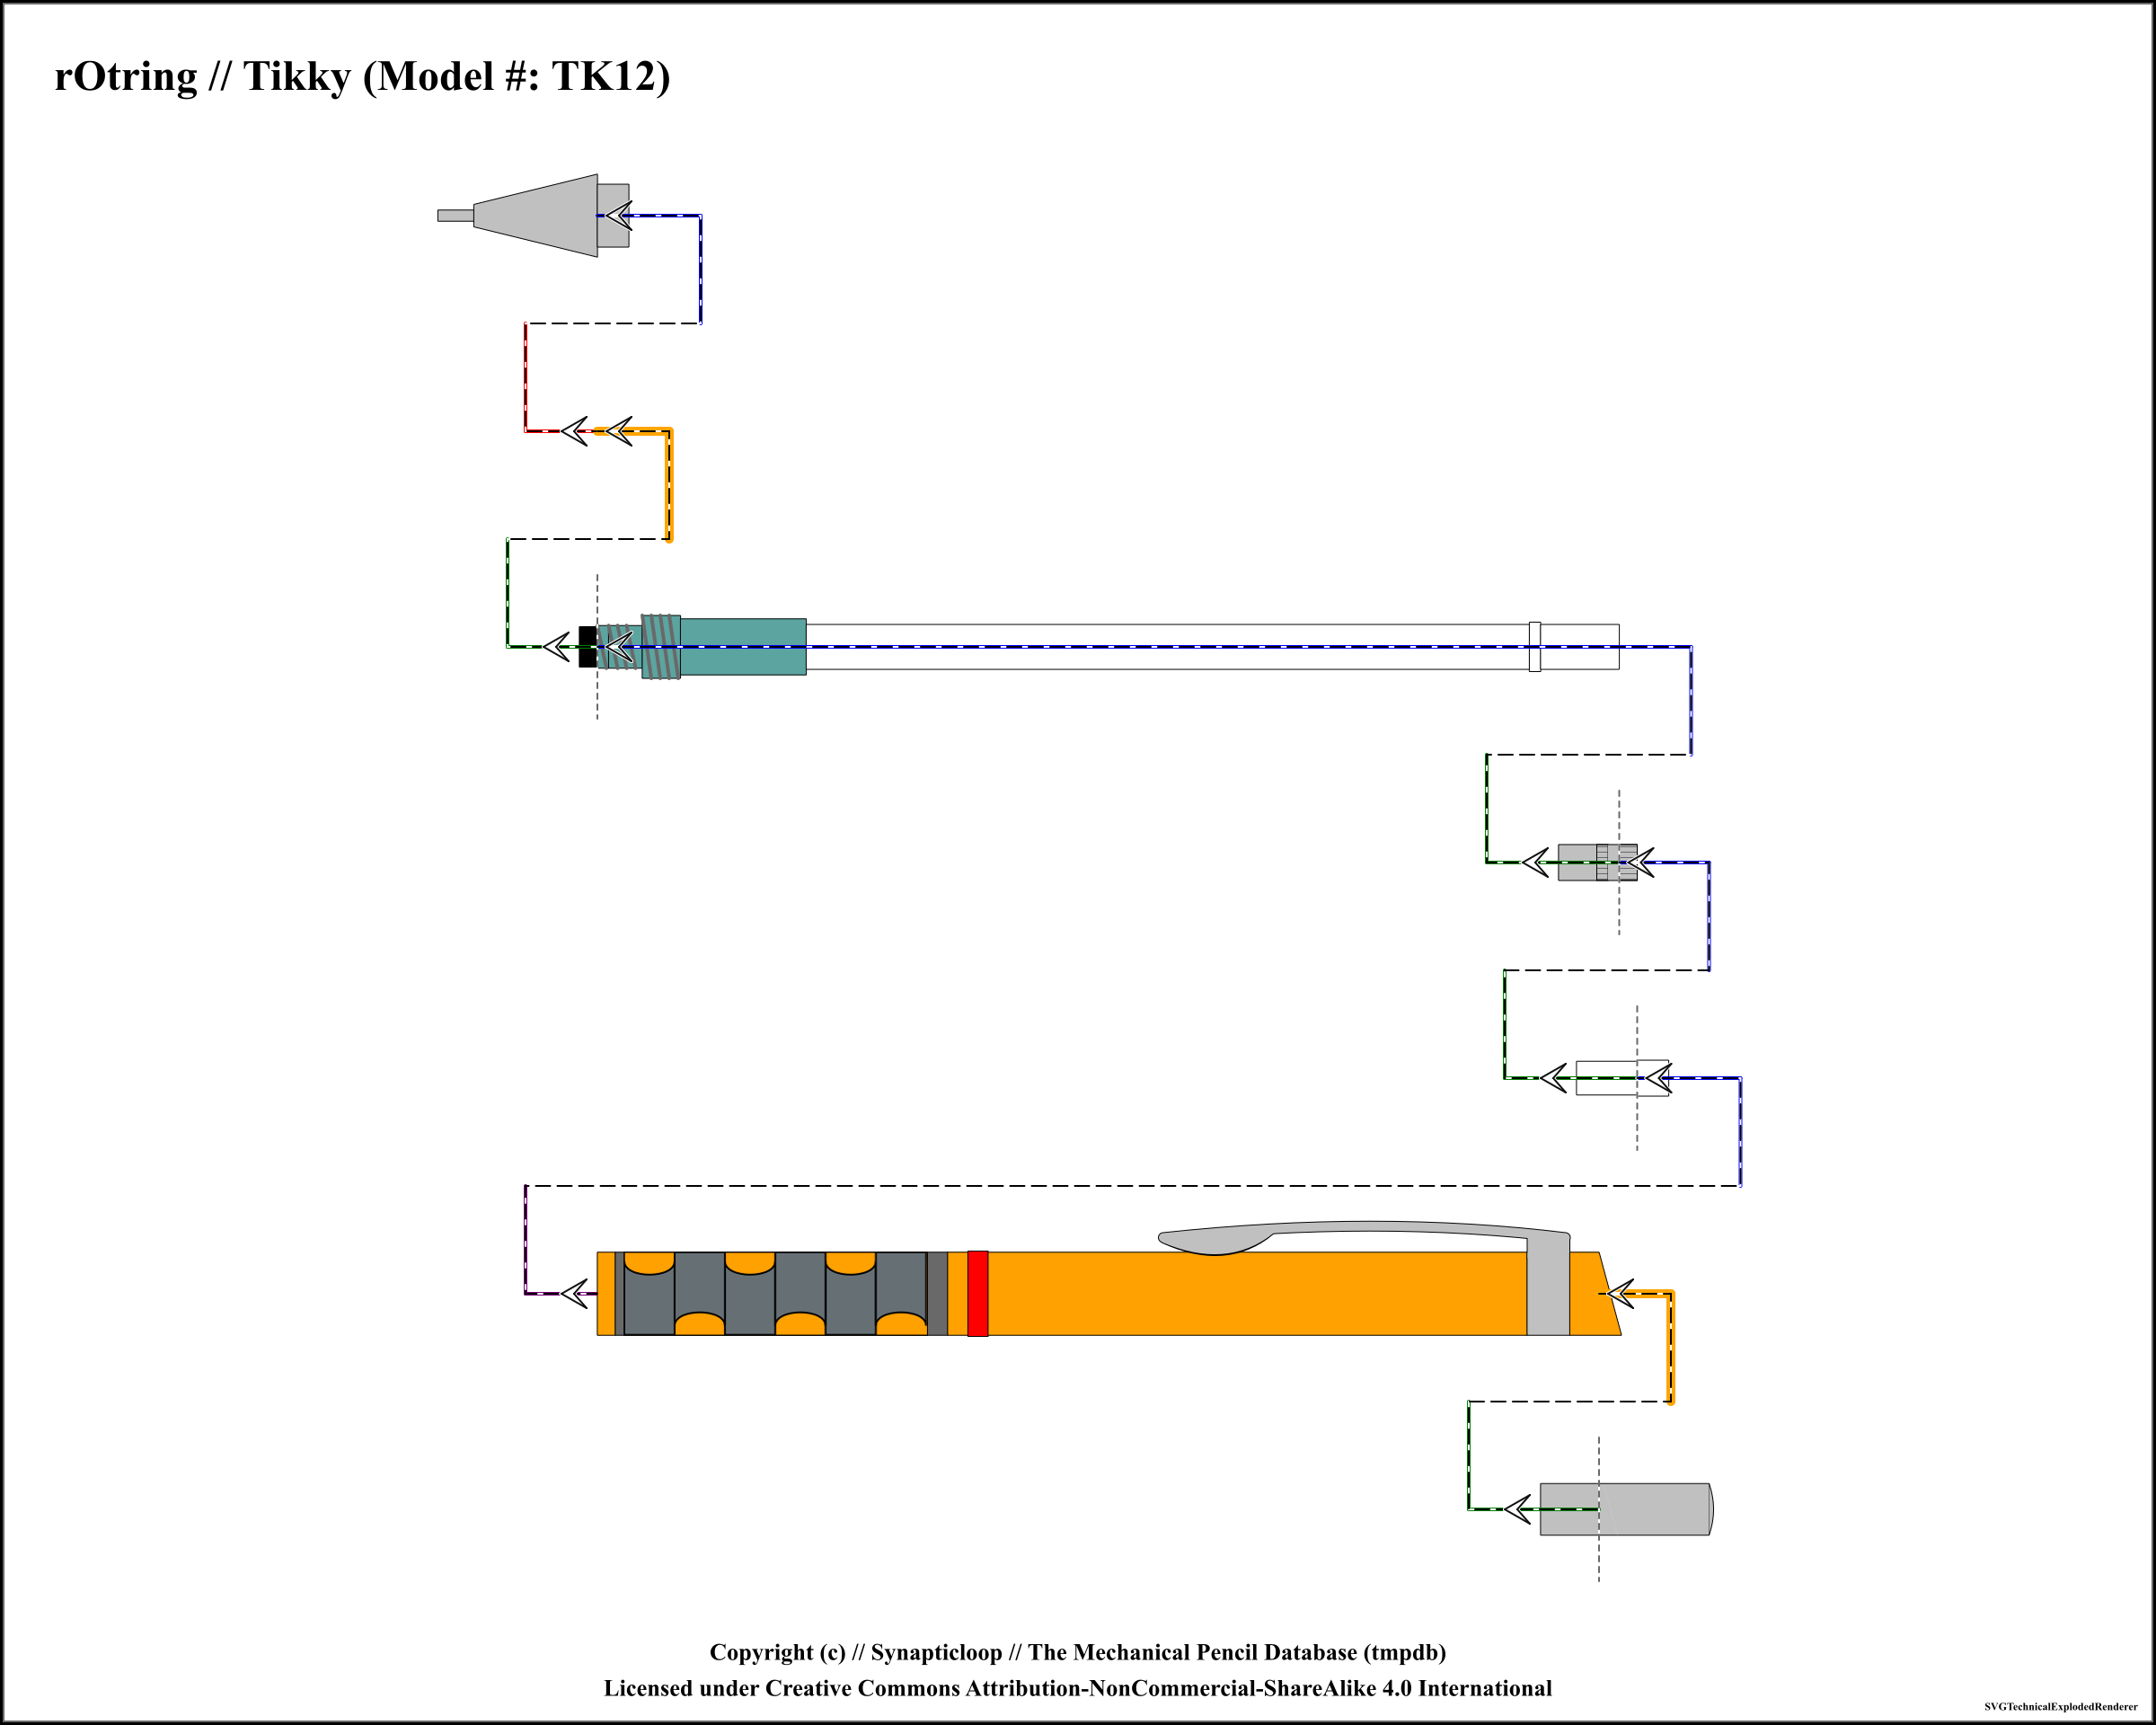 rOtring // Tikky (Model #: TK12)
Copyright (c) // Synapticloop // The Mechanical Pencil Database (tmpdb)
Licensed under Creative Commons Attribution-NonCommercial-ShareAlike 4.0 International
SVGTechnicalExplodedRenderer